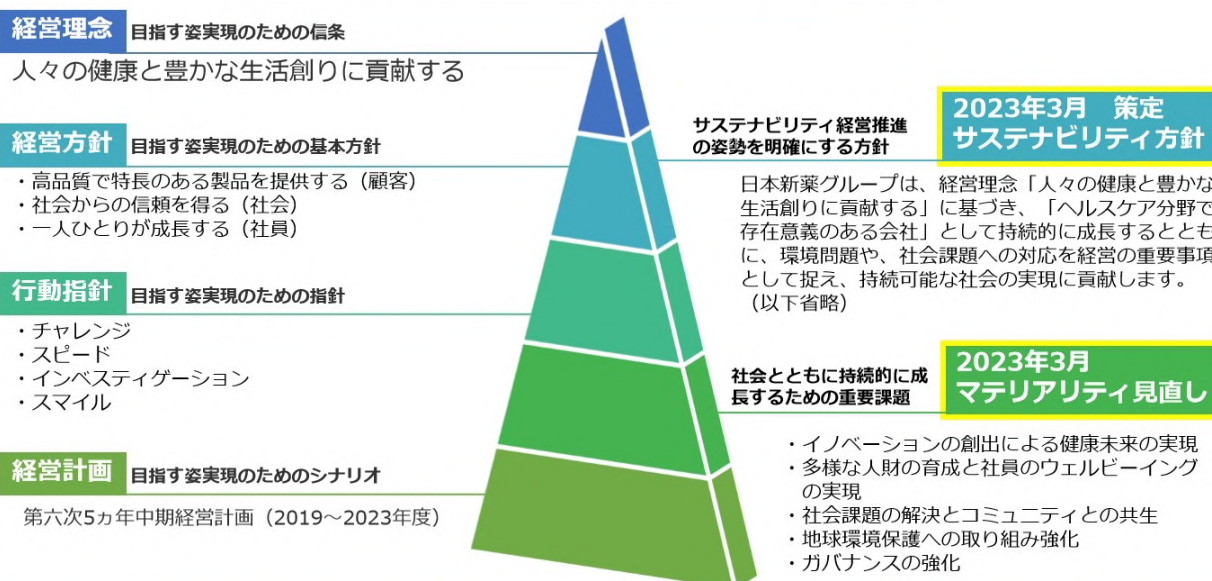 経営理念 目指す姿実現のための信条
人々の健康と豊かな生活創りに貢献する
経営方針 目指す姿実現のための基本方針
・高品質で特長のある製品を提供する（顧客）
・社会からの信頼を得る（社会）
・一人ひとりが成長する（社員）
行動指針 目指す姿実現のための指針
・チャレンジ
・スピード
・インベスティゲーション
・スマイル
経営計画 目指す姿実現のためのシナリオ
第六次5ヵ年中期経営計画（2019～2023年度）
サステナビリティ経営推進
の姿勢を明確にする方針
2023年3月　策定
サステナビリティ方針
日本新薬グループは、経営理念「人々の健康と豊かな
生活創りに貢献する」に基づき、「ヘルスケア分野で
存在意義のある会社」として持続的に成長するととも
に、環境問題や、社会課題への対応を経営の重要事項
として捉え、持続可能な社会の実現に貢献します。
（以下省略）
社会とともに持続的に成
長するための重要課題
2023年3月
マテリアリティ見直し
・イノベーションの創出による健康未来の実現
・多様な人財の育成と社員のウェルビーイング
の実現
・社会課題の解決とコミュニティとの共生
・地球環境保護への取り組み強化
・ガバナンスの強化